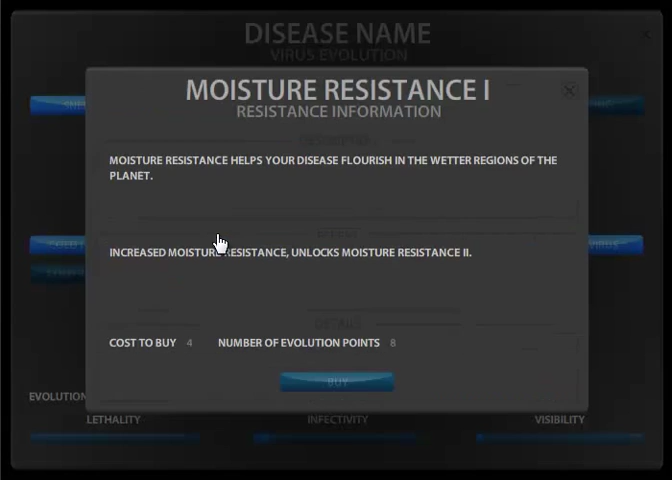 DISEASE NAME
VIRUS EVOLUTION
MOISTURE RESISTANCE I
RESISTANCE INFORMATION
MOISTURE RESISTANCE HELPS YOUR DISEASE FLOURISH IN THE WETTER REGIONS OF THE
PLANET.
INCREASED MOISTURE RESISTANCE, UNLOCKS MOISTURE RESISTANCE II.
DETAILS
COST TO BUY 4 NUMBER OF EVOLUTION POINTS 8
BUY
EVOLUTION
LETHALITY INFECTIVITY VISIBILITY